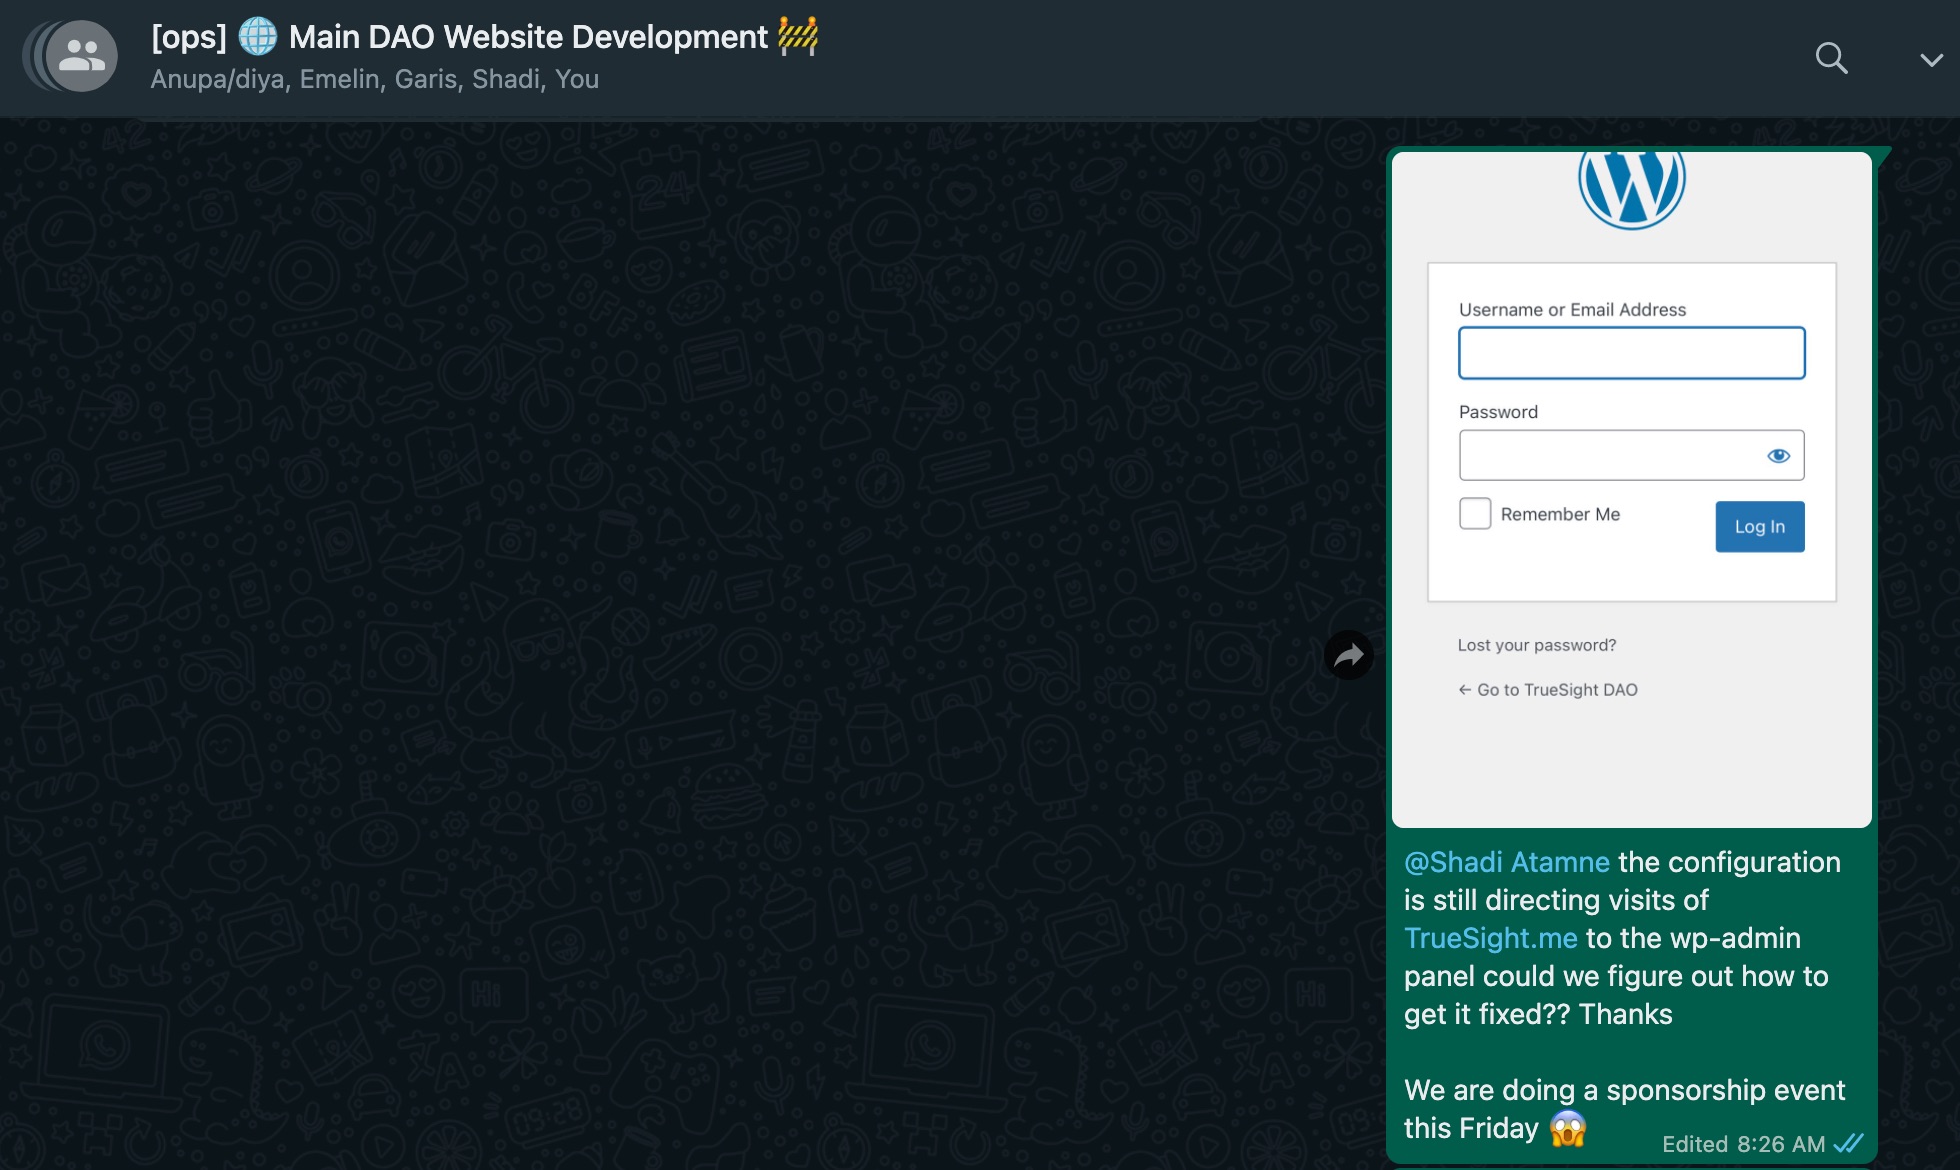 [ops] 🌐 Main DAO Website Development 🚧
Anupa/diya, Emelin, Garis, Shadi, You
Username or Email Address
Password
Remember Me
Log In
Lost your password?
← Go to TrueSight DAO
@Shadi Atamne the configuration
is still directing visits of
TrueSight.me to the wp-admin
panel could we figure out how to
get it fixed?? Thanks
We are doing a sponsorship event
this Friday 😱
Edited 8:26 AM